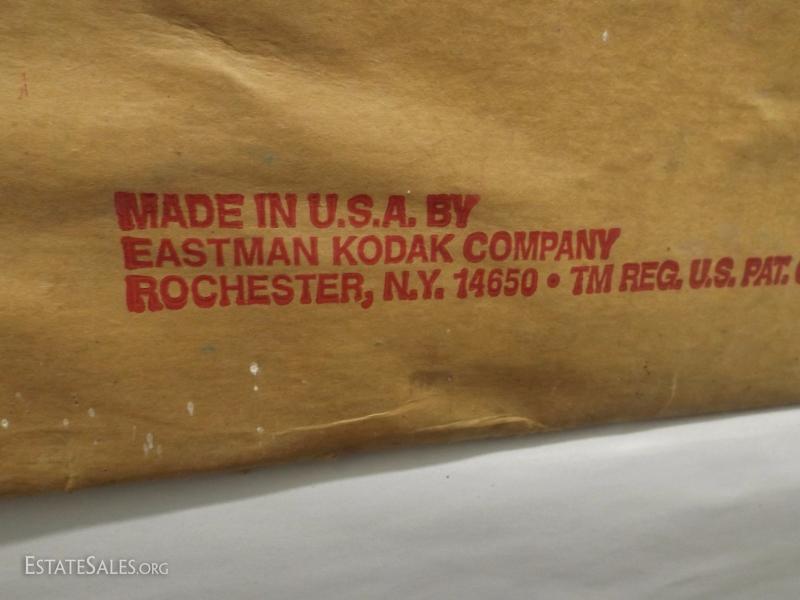 MADE IN U.S.A. BY
EASTMAN KODAK COMPANY
ROCHESTER, N.Y. 14650 • TM REG. U.S. PAT.
ESTATESALES.ORG